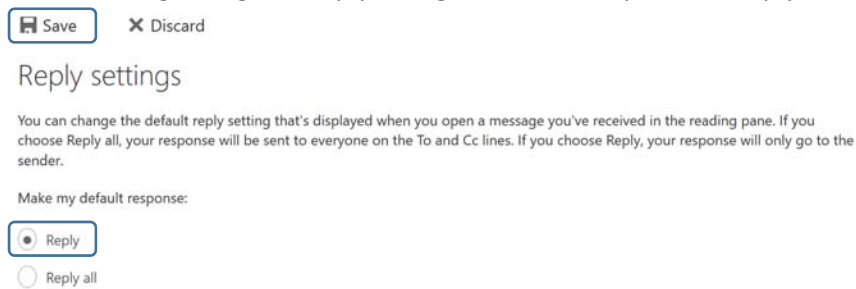 Save Discard
Reply settings
You can change the default reply setting that's displayed when you open a message you've received in the reading pane. If you
choose Reply all, your response will be sent to everyone on the To and Cc lines. If you choose Reply, your response will only go to the
sender.
Make my default response:
Reply
Reply all